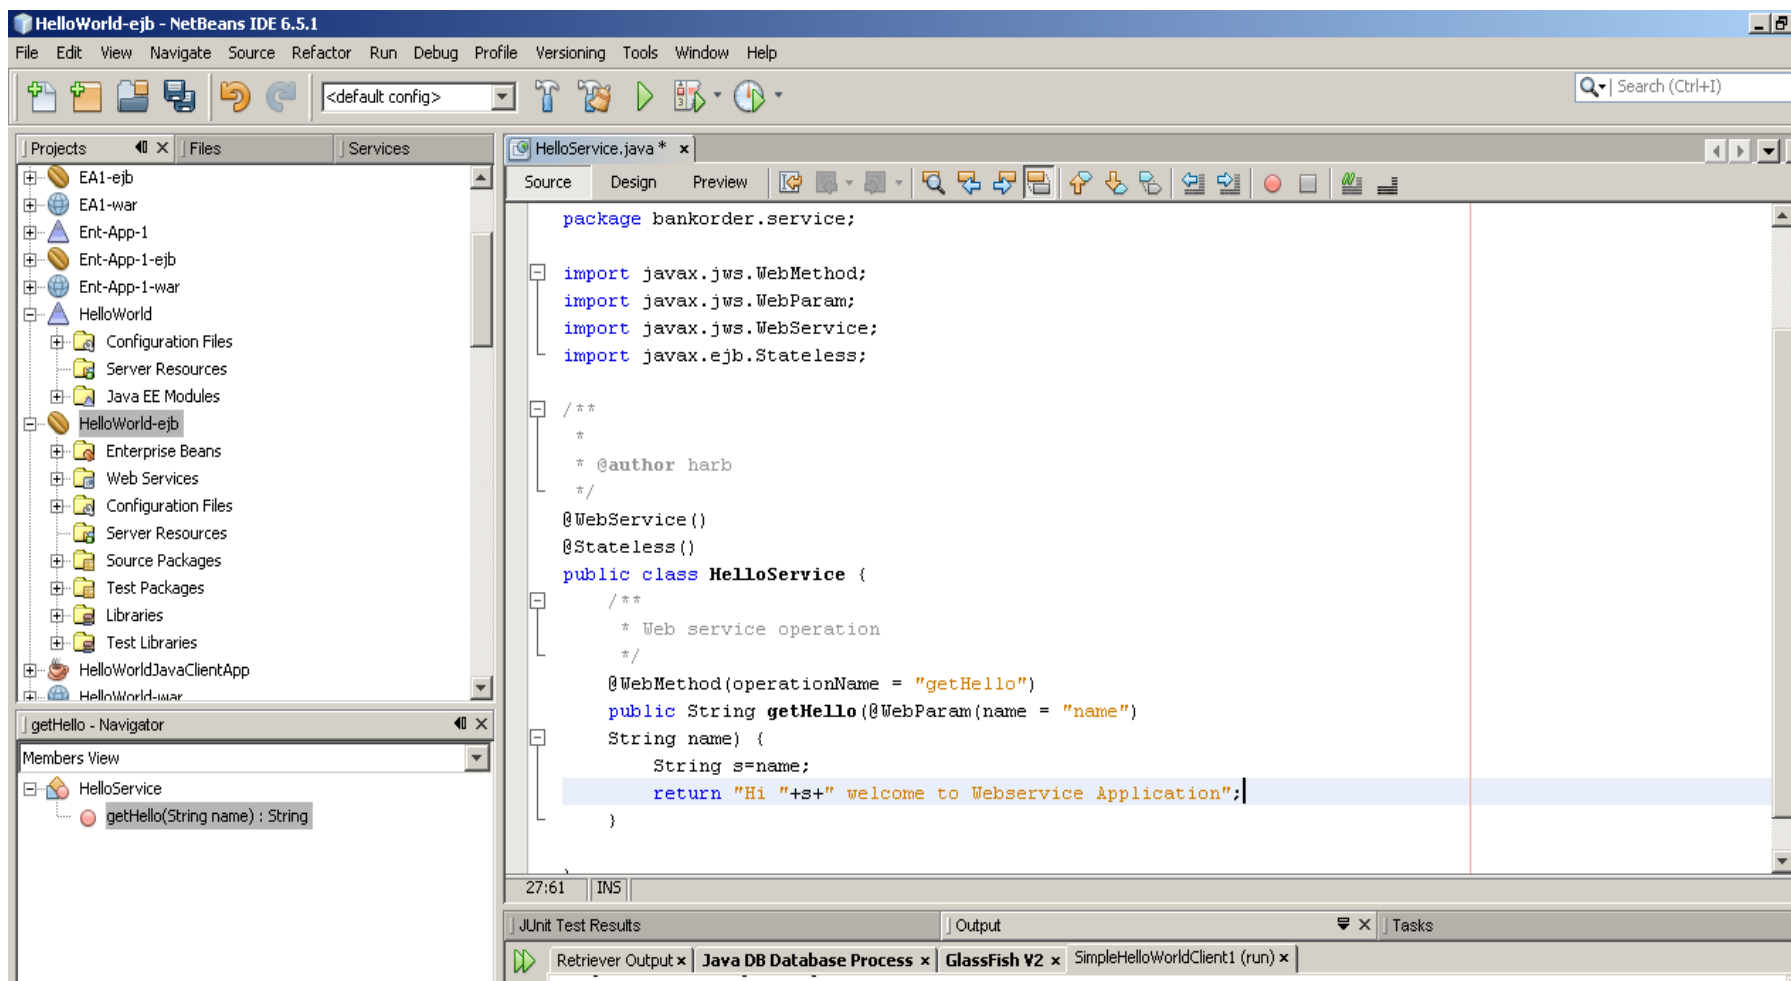 HelloWorld-ejb - NetBeans IDE 6.5.1
File Edit View Navigate Source Refactor Run Debug Profile Versioning Tools Window Help
<default config>
Search (Ctrl+I)
Projects Files Services
EA1-ejb
EA1-war
Ent-App-1
Ent-App-1-ejb
Ent-App-1-war
HelloWorld
Configuration Files
Server Resources
Java EE Modules
HelloWorld-ejb
Enterprise Beans
Web Services
Configuration Files
Server Resources
Source Packages
Test Packages
Libraries
Test Libraries
HelloWorldJavaClientApp
HelloWorld-war
getHello - Navigator
Members View
HelloService
getHello(String name) : String
HelloService.java *
Source Design Preview
package bankorder.service;
import javax.jws.WebMethod;
import javax.jws.WebParam;
import javax.jws.WebService;
import javax.ejb.Stateless;
/**
*
* @author harb
*/
@WebService()
@Stateless()
public class HelloService {
/**
* Web service operation
*/
@WebMethod(operationName = "getHello")
public String getHello(@WebParam(name = "name")
String name) {
String s=name;
return "Hi "+s+" welcome to Webservice Application";
}
27:61 INS
JUnit Test Results Output Tasks
Retriever Output Java DB Database Process GlassFish V2 SimpleHelloWorldClient1 (run)